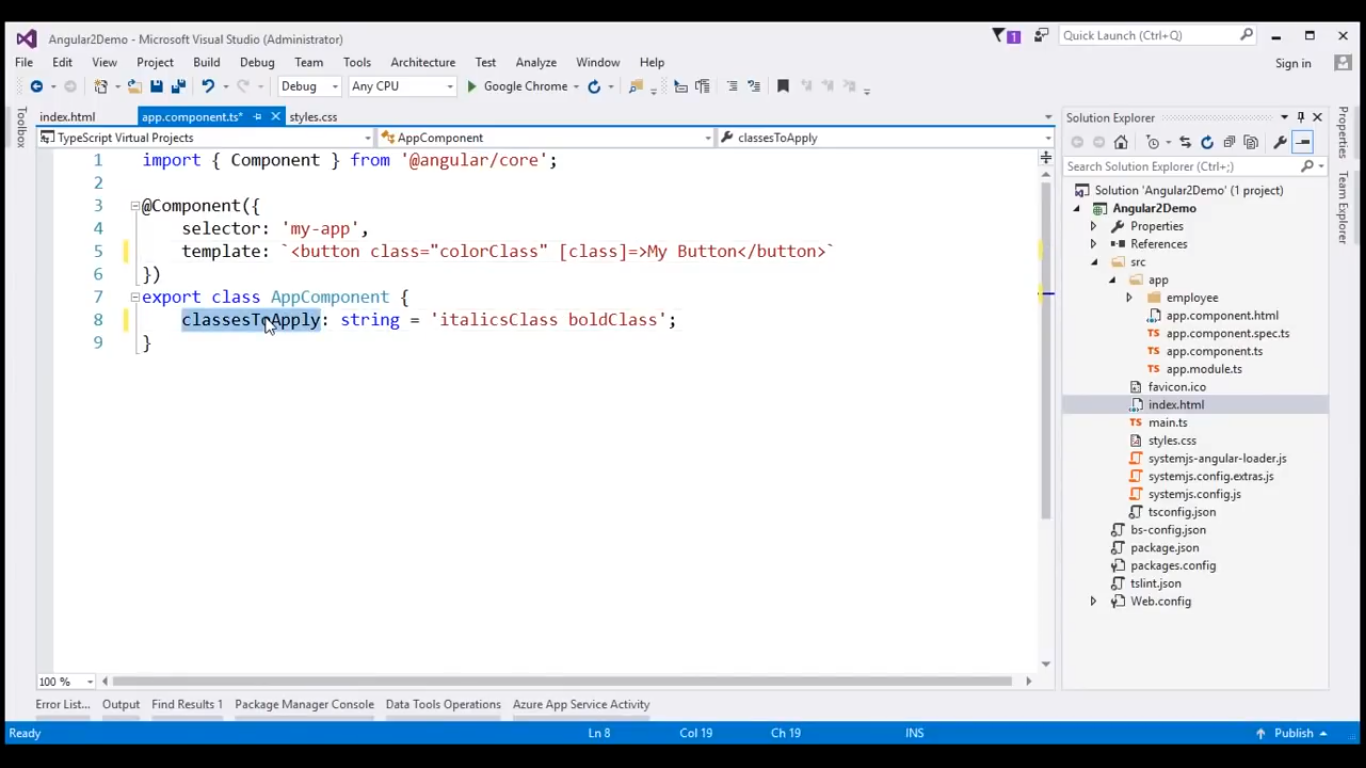 Angular2Demo - Microsoft Visual Studio (Administrator)
1
Quick Launch (Ctrl+Q)
File Edit View Project Build Debug Team Tools Architecture Test Analyze Window Help
Sign in
Debug Any CPU Google Chrome
index.html app.component.ts* styles.css
TypeScript Virtual Projects AppComponent classesToApply
1 import { Component } from '@angular/core';
2
3 @Component({
4 selector: 'my-app',
5 template: `<button class="colorClass" [class]=>My Button</button>`
6 })
7 export class AppComponent {
8 classesToApply: string = 'italicsClass boldClass';
9 }
100 %
Toolbox
Solution Explorer
Search Solution Explorer (Ctrl+;)
Solution 'Angular2Demo' (1 project)
Angular2Demo
Properties
References
src
app
employee
app.component.html
TS app.component.spec.ts
TS app.component.ts
TS app.module.ts
favicon.ico
index.html
TS main.ts
styles.css
systemjs-angular-loader.js
systemjs.config.extras.js
systemjs.config.js
tsconfig.json
bs-config.json
package.json
packages.config
tslint.json
Web.config
Properties
Team Explorer
Error List... Output Find Results 1 Package Manager Console Data Tools Operations Azure App Service Activity
Ready Ln 8 Col 19 Ch 19 INS Publish